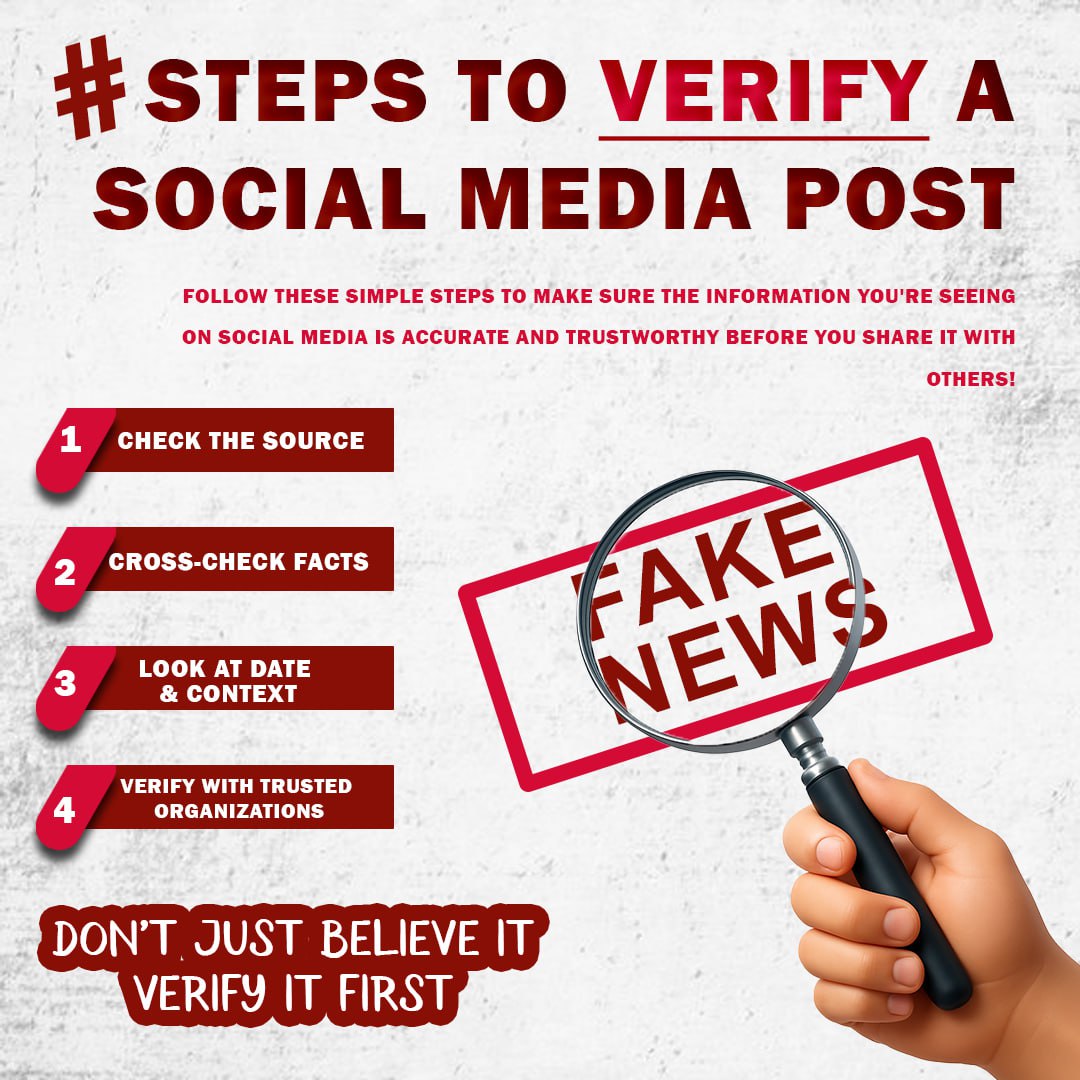 #STEPS TO VERIFY A
SOCIAL MEDIA POST
FOLLOW THESE SIMPLE STEPS TO MAKE SURE THE INFORMATION YOU'RE SEEING
ON SOCIAL MEDIA IS ACCURATE AND TRUSTWORTHY BEFORE YOU SHARE IT WITH
OTHERS!
1 CHECK THE SOURCE
2 CROSS-CHECK FACTS
3 LOOK AT DATE
& CONTEXT
4 VERIFY WITH TRUSTED
ORGANIZATIONS
FAKE
NEWS
DON'T JUST BELIEVE IT
VERIFY IT FIRST